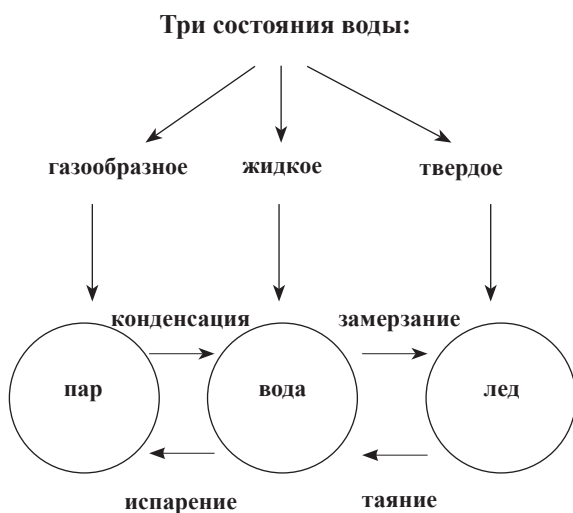 Три состояния воды:
газообразное жидкое твердое
конденсация замерзание
пар вода лед
испарение таяние